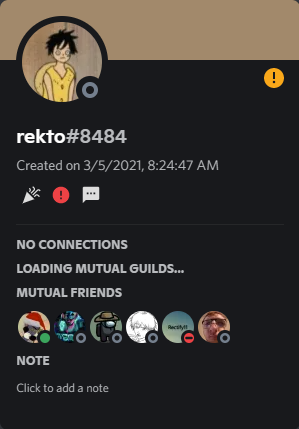 rekto#8484
Created on 3/5/2021, 8:24:47 AM
NO CONNECTIONS
LOADING MUTUAL GUILDS...
MUTUAL FRIENDS
Rectify11
NOTE
Click to add a note